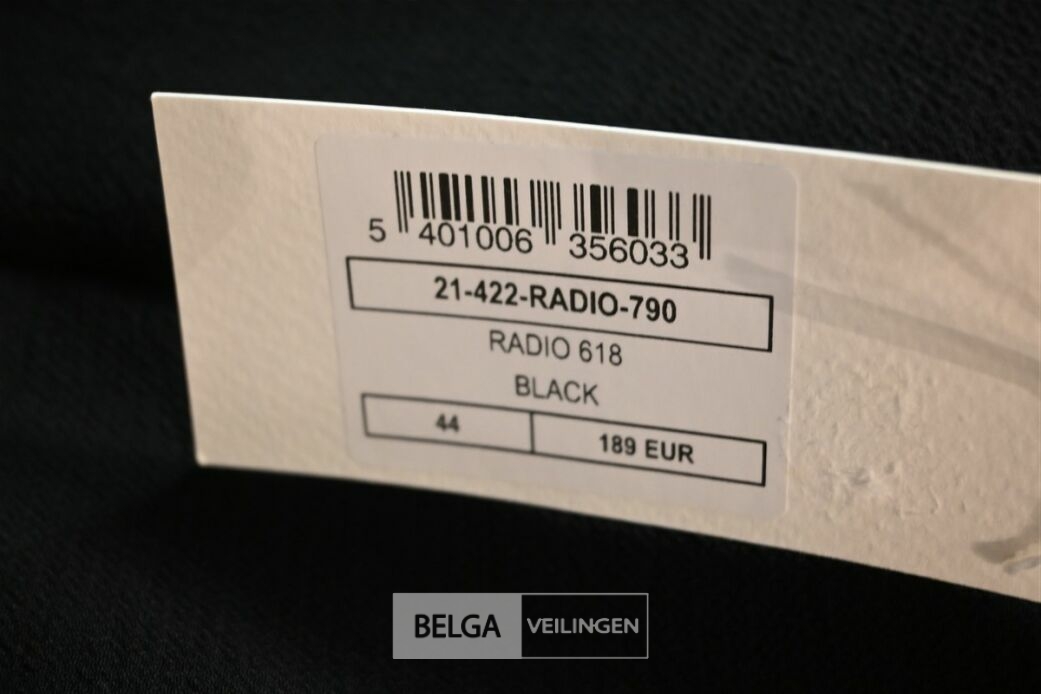 5 401006 356033
21-422-RADIO-790
RADIO 618
BLACK
44 189 EUR
BELGA VEILINGEN